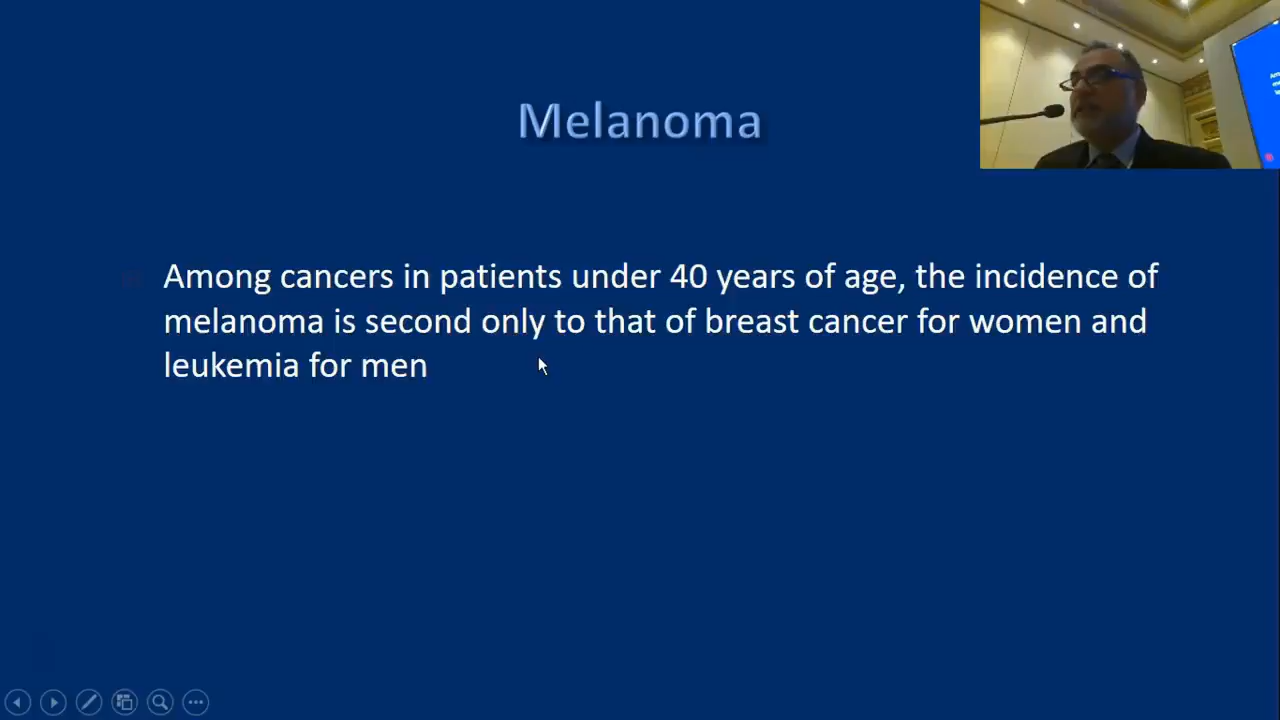 Melanoma
Among cancers in patients under 40 years of age, the incidence of
melanoma is second only to that of breast cancer for women and
leukemia for men